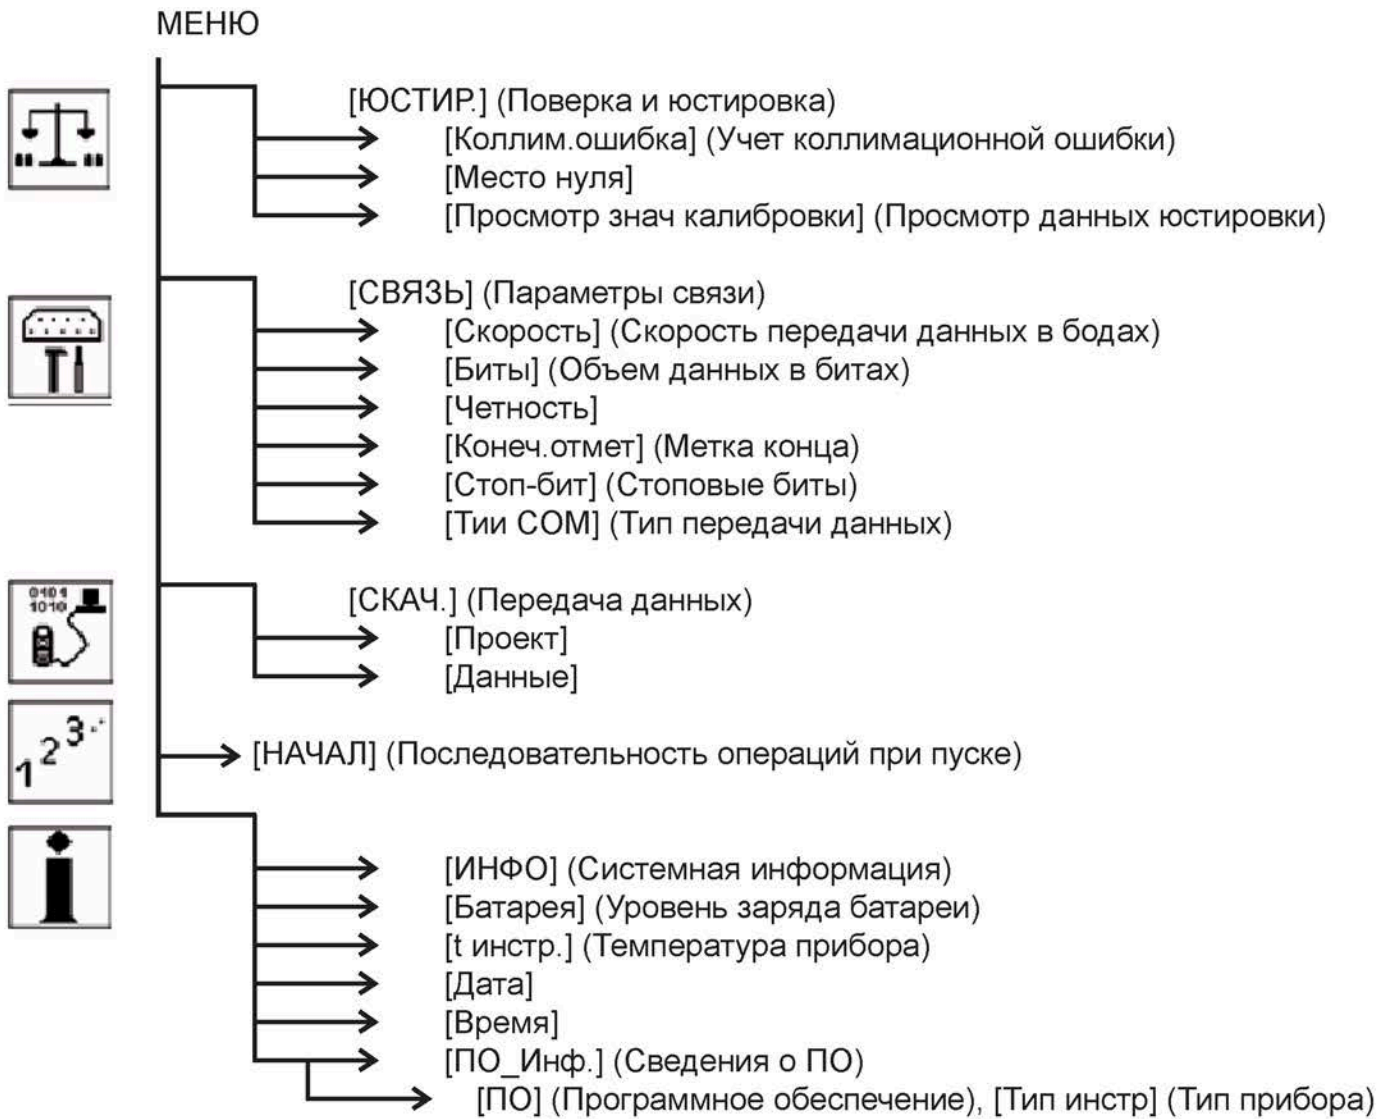 МЕНЮ
[ЮСТИР.] (Поверка и юстировка)
[Коллим.ошибка] (Учет коллимационной ошибки)
[Место нуля]
[Просмотр знач калибровки] (Просмотр данных юстировки)
[СВЯЗЬ] (Параметры связи)
[Скорость] (Скорость передачи данных в бодах)
[Биты] (Объем данных в битах)
[Четность]
[Конеч.отмет] (Метка конца)
[Стоп-бит] (Стоповые биты)
[Тии COM] (Тип передачи данных)
0101
1010
[СКАЧ.] (Передача данных)
[Проект]
[Данные]
1 2 3
[НАЧАЛ] (Последовательность операций при пуске)
i
[ИНФО] (Системная информация)
[Батарея] (Уровень заряда батареи)
[t инстр.] (Температура прибора)
[Дата]
[Время]
[ПО_Инф.] (Сведения о ПО)
[ПО] (Программное обеспечение), [Тип инстр] (Тип прибора)